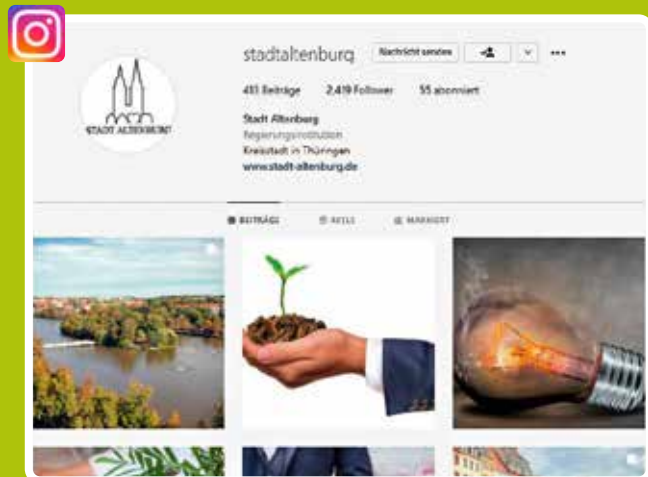 stadtaltenburg Nachricht senden
Beiträge 2.419 Follower 55 abonniert
STADT ALTENBURG
Stadt Altenburg
Regierungsinstitution
Kreisstadt in Thüringen
www.stadt-altenburg.de
BEITRÄGE REELS MARKIERT